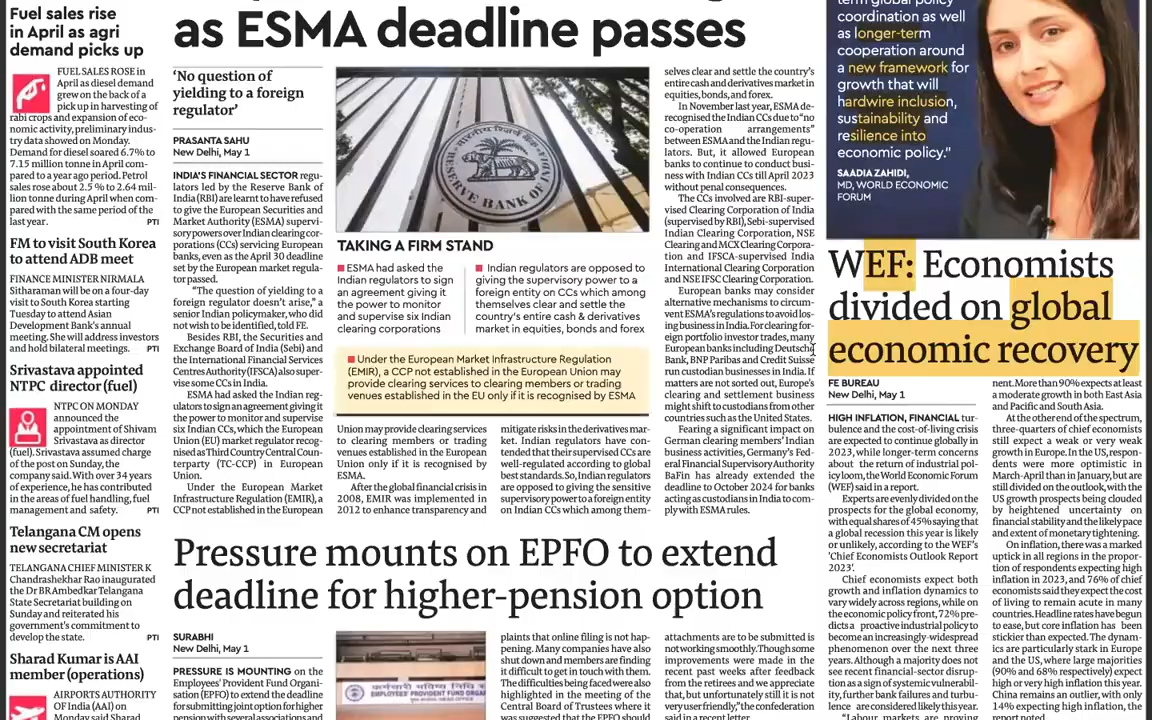 Fuel sales rise
in April as agri
demand picks up
FUEL SALES ROSE in
April as diesel demand
grew on the back of a
pick up in harvesting of
rabi crops and expansion of eco-
nomic activity, preliminary indus-
try data showed on Monday.
Demand for diesel soared 6.7% to
7.15 million tonne in April com-
pared to a year ago period. Petrol
sales rose about 2.5 % to 2.64 mil-
lion tonne during April when com-
pared with the same period of the
last year. PTI
FM to visit South Korea
to attend ADB meet
FINANCE MINISTER NIRMALA
Sitharaman will be on a four-day
visit to South Korea starting
Tuesday to attend Asian
Development Bank's annual
meeting. She will address investors
and hold bilateral meetings. PTI
Srivastava appointed
NTPC director (fuel)
NTPC ON MONDAY
announced the
appointment of Shivam
Srivastava as director
(fuel). Srivastava assumed charge
of the post on Sunday, the
company said. With over 34 years
of experience, he has contributed
in the areas of fuel handling, fuel
management and safety. PTI
Telangana CM opens
new secretariat
TELANGANA CHIEF MINISTER K
Chandrashekhar Rao inaugurated
the Dr BR Ambedkar Telangana
State Secretariat building on
Sunday and reiterated his
government's commitment to
develop the state. PTI
Sharad Kumar is AAI
member (operations)
AIRPORTS AUTHORITY
OF India (AAI) on
Monday said Sharad
as ESMA deadline passes
'No question of
yielding to a foreign
regulator'
PRASANTA SAHU
New Delhi, May 1
INDIA'S FINANCIAL SECTOR regu-
lators led by the Reserve Bank of
India (RBI) are learnt to have refused
to give the European Securities and
Market Authority (ESMA) supervi-
sory powers over Indian clearing cor-
porations (CCs) servicing European
banks, even as the April 30 deadline
set by the European market regula-
tor passed.
"The question of yielding to a
foreign regulator doesn't arise," a
senior Indian policymaker, who did
not wish to be identified, told FE.
Besides RBI, the Securities and
Exchange Board of India (Sebi) and
the International Financial Services
Centres Authority (IFSCA) also super-
vise some CCs in India.
ESMA had asked the Indian reg-
ulators to sign an agreement giving it
the power to monitor and supervise
six Indian CCs, which the European
Union (EU) market regulator recog-
nised as Third Country Central Coun-
terparty (TC-CCP) in European
Union.
Under the European Market
Infrastructure Regulation (EMIR), a
CCP not established in the European
RESERVE BANK OF INDIA
TAKING A FIRM STAND
ESMA had asked the
Indian regulators to sign
an agreement giving it
the power to monitor
and supervise six Indian
clearing corporations
Indian regulators are opposed to
giving the supervisory power to a
foreign entity on CCs which among
themselves clear and settle the
country's entire cash & derivatives
market in equities, bonds and forex
Under the European Market Infrastructure Regulation
(EMIR), a CCP not established in the European Union may
provide clearing services to clearing members or trading
venues established in the EU only if it is recognised by ESMA
Union may provide clearing services
to clearing members or trading
venues established in the European
Union only if it is recognised by
ESMA.
After the global financial crisis in
2008, EMIR was implemented in
2012 to enhance transparency and
mitigate risks in the derivatives mar-
ket. Indian regulators have con-
tended that their supervised CCs are
well-regulated according to global
best standards. So, Indian regulators
are opposed to giving the sensitive
supervisory power to a foreign entity
on Indian CCs which among them-
selves clear and settle the country's
entire cash and derivatives market in
equities, bonds, and forex.
In November last year, ESMA de-
recognised the Indian CCs due to "no
co-operation arrangements"
between ESMA and the Indian regu-
lators. But, it allowed European
banks to continue to conduct busi-
ness with Indian CCs till April 2023
without penal consequences.
The CCs involved are RBI-super-
vised Clearing Corporation of India
(supervised by RBI), Sebi-supervised
Indian Clearing Corporation, NSE
Clearing and MCX Clearing Corpora-
tion and IFSCA-supervised India
International Clearing Corporation
and NSE IFSC Clearing Corporation.
European banks may consider
alternative mechanisms to circum-
vent ESMA's regulations to avoid los-
ing business in India. For clearing for-
eign portfolio investor trades, many
European banks including Deutsche
Bank, BNP Paribas and Credit Suisse
run custodian businesses in India. If
matters are not sorted out, Europe's
clearing and settlement business
might shift to custodians from other
countries such as the United States.
Fearing a significant impact on
German clearing members' Indian
business activities, Germany's Fed-
eral Financial Supervisory Authority
BaFin has already extended the
deadline to October 2024 for banks
acting as custodians in India to com-
ply with ESMA rules.
Pressure mounts on EPFO to extend
deadline for higher-pension option
SURABHI
New Delhi, May 1
PRESSURE IS MOUNTING on the
Employees' Provident Fund Organi-
sation (EPFO) to extend the deadline
for submitting joint option for higher
pension with several associations and
कर्मचारी भविष्य निधि
EMPLOYEES' PROVIDENT FUND ORGAN
plaints that online filing is not hap-
pening. Many companies have also
shut down and members are finding
it difficult to get in touch with them.
The difficulties being faced were also
highlighted in the meeting of the
Central Board of Trustees where it
was suggested that the EPFO should
attachments are to be submitted is
not working smoothly. Though some
improvements were made in the
recent past weeks after feedback
from the retirees and we appreciate
that, but unfortunately still it is not
very user friendly," the confederation
said in a recent letter.
term global policy
coordination as well
as longer-term
cooperation around
a new framework for
growth that will
hardwire inclusion,
sustainability and
resilience into
economic policy."
SAADIA ZAHIDI,
MD, WORLD ECONOMIC
FORUM
WEF: Economists
divided on global
economic recovery
FE BUREAU
New Delhi, May 1
HIGH INFLATION, FINANCIAL tur-
bulence and the cost-of-living crisis
are expected to continue globally in
2023, while longer-term concerns
about the return of industrial pol-
icy loom, the World Economic Forum
(WEF) said in a report.
Experts are evenly divided on the
prospects for the global economy,
with equal shares of 45% saying that
a global recession this year is likely
or unlikely, according to the WEF's
'Chief Economists Outlook Report
2023'.
Chief economists expect both
growth and inflation dynamics to
vary widely across regions, while on
the economic policy front, 72% pre-
dicts a proactive industrial policy to
become an increasingly-widespread
phenomenon over the next three
years. Although a majority does not
see recent financial-sector disrup-
tion as a sign of systemic vulnerabil-
ity, further bank failures and turbu-
lence are considered likely this year.
"Labour markets are proving
nent. More than 90% expects at least
a moderate growth in both East Asia
and Pacific and South Asia.
At the other end of the spectrum,
three-quarters of chief economists
still expect a weak or very weak
growth in Europe. In the US, respon-
dents were more optimistic in
March-April than in January, but are
still divided on the outlook, with the
US growth prospects being clouded
by heightened uncertainty on
financial stability and the likely pace
and extent of monetary tightening.
On inflation, there was a marked
uptick in all regions in the propor-
tion of respondents expecting high
inflation in 2023, and 76% of chief
economists said they expect the cost
of living to remain acute in many
countries. Headline rates have begun
to ease, but core inflation has been
stickier than expected. The dynam-
ics are particularly stark in Europe
and the US, where large majorities
(90% and 68% respectively) expect
high or very high inflation this year.
China remains an outlier, with only
14% expecting high inflation, the
report noted.